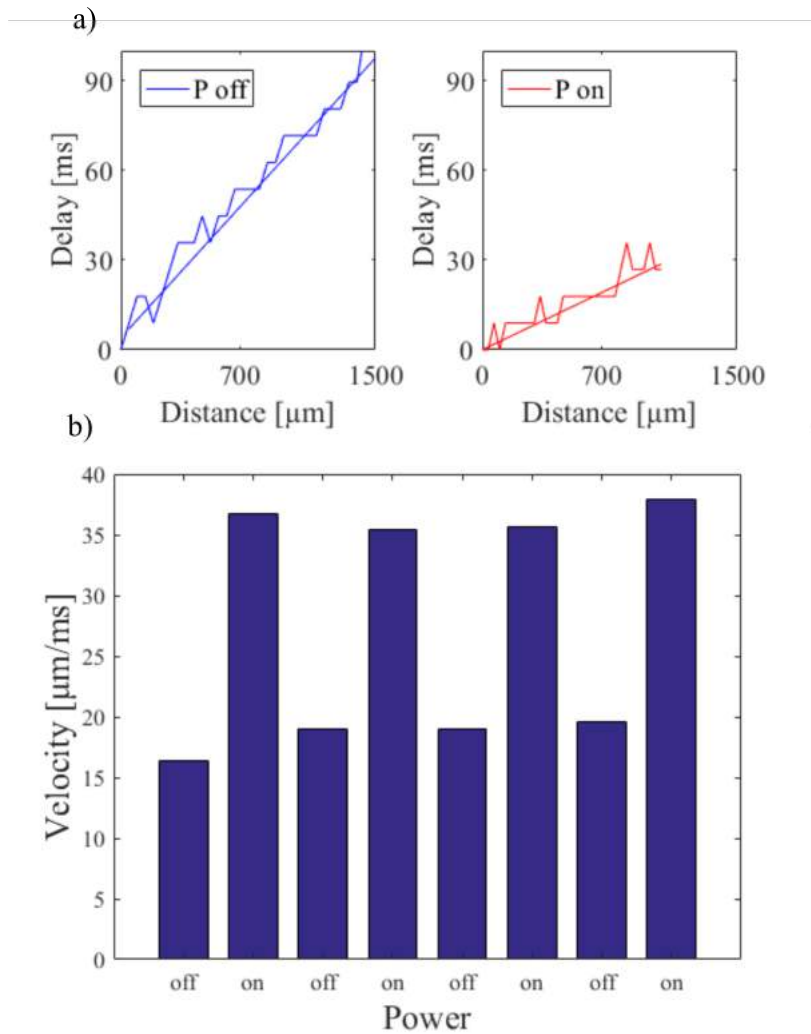 a)
P off
90
60
30
0
Delay [ms]
0 700 1500
Distance [μm]
P on
90
60
30
0
Delay [ms]
0 700 1500
Distance [μm]
b)
40
35
30
25
20
15
10
5
0
Velocity [μm/ms]
off on off on off on off on
Power